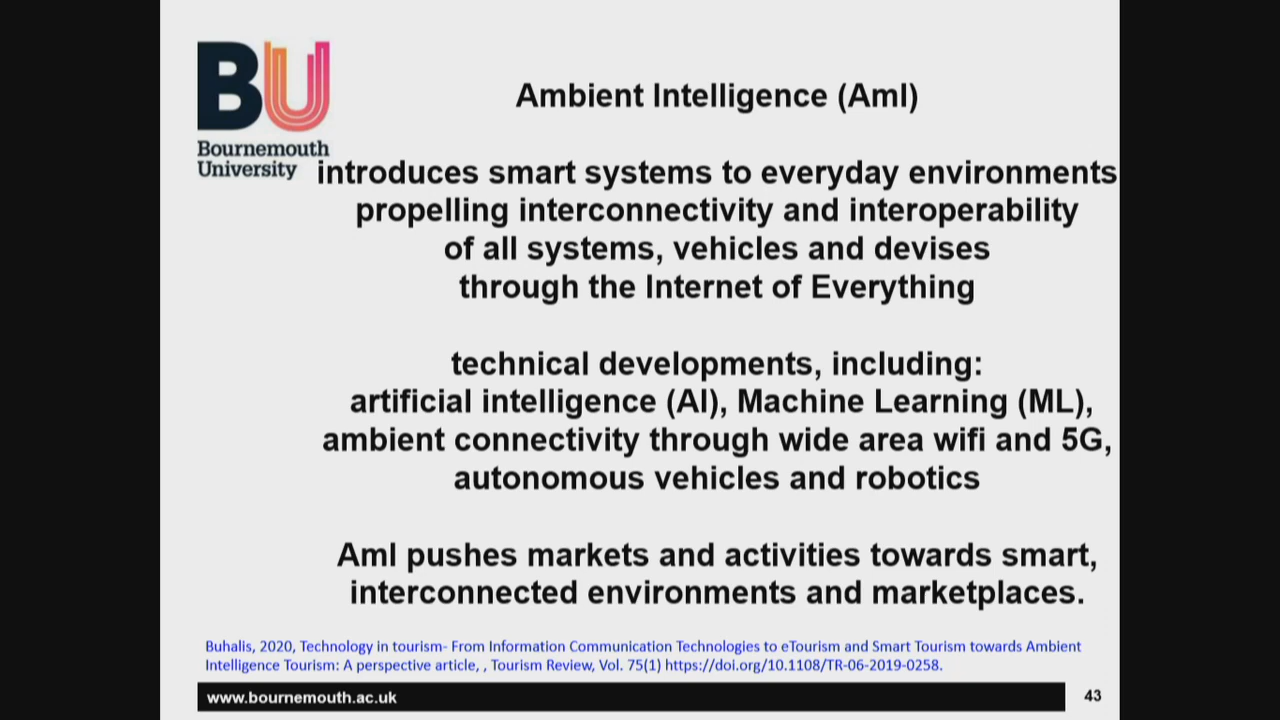 BU
Bournemouth
University
Ambient Intelligence (AmI)
introduces smart systems to everyday environments
propelling interconnectivity and interoperability
of all systems, vehicles and devises
through the Internet of Everything
technical developments, including:
artificial intelligence (AI), Machine Learning (ML),
ambient connectivity through wide area wifi and 5G,
autonomous vehicles and robotics
AmI pushes markets and activities towards smart,
interconnected environments and marketplaces.
Buhalis, 2020, Technology in tourism- From Information Communication Technologies to eTourism and Smart Tourism towards Ambient
Intelligence Tourism: A perspective article, , Tourism Review, Vol. 75(1) https://doi.org/10.1108/TR-06-2019-0258.
www.bournemouth.ac.uk
43